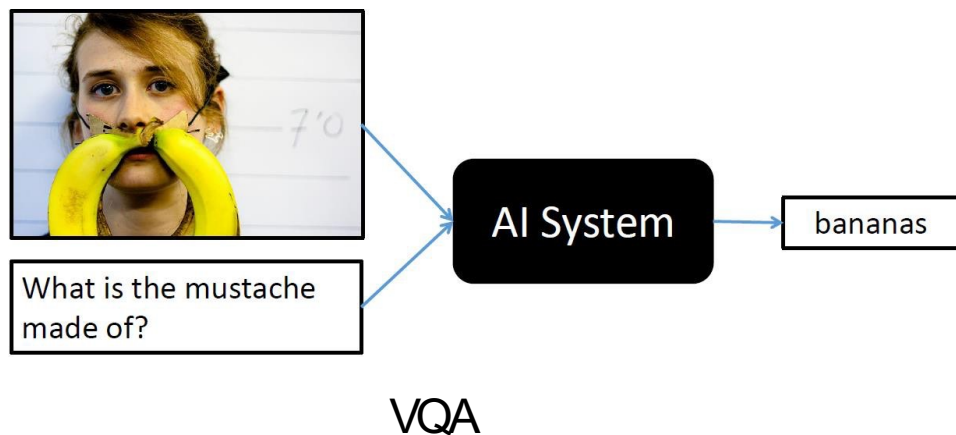 7'0
What is the mustache
made of?
AI System
bananas
VQA